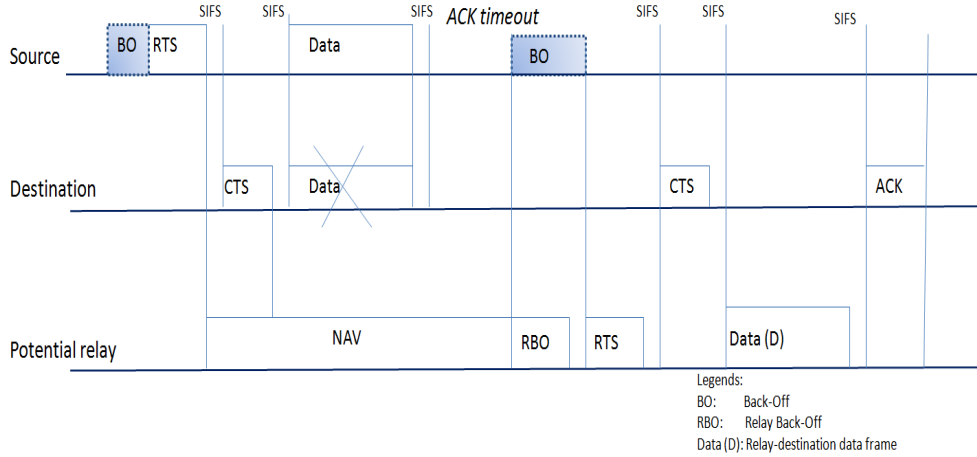 SIFS SIFS SIFS ACK timeout SIFS SIFS SIFS
Source BO RTS Data BO
Destination CTS Data CTS ACK
Potential relay NAV RBO RTS Data (D)
Legends:
BO: Back-Off
RBO: Relay Back-Off
Data (D): Relay-destination data frame